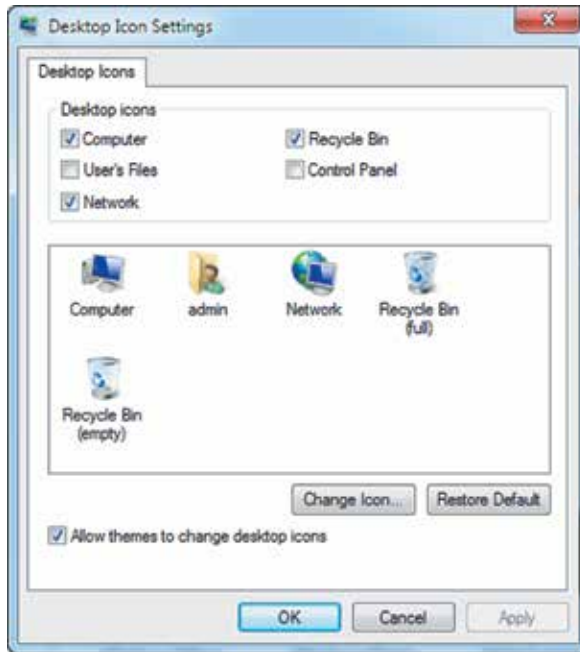 Desktop Icon Settings
Desktop Icons
Desktop icons
Computer
Recycle Bin
User's Files
Control Panel
Network
Computer
admin
Network
Recycle Bin
(full)
Recycle Bin
(empty)
Change Icon...
Restore Default
Allow themes to change desktop icons
OK
Cancel
Apply